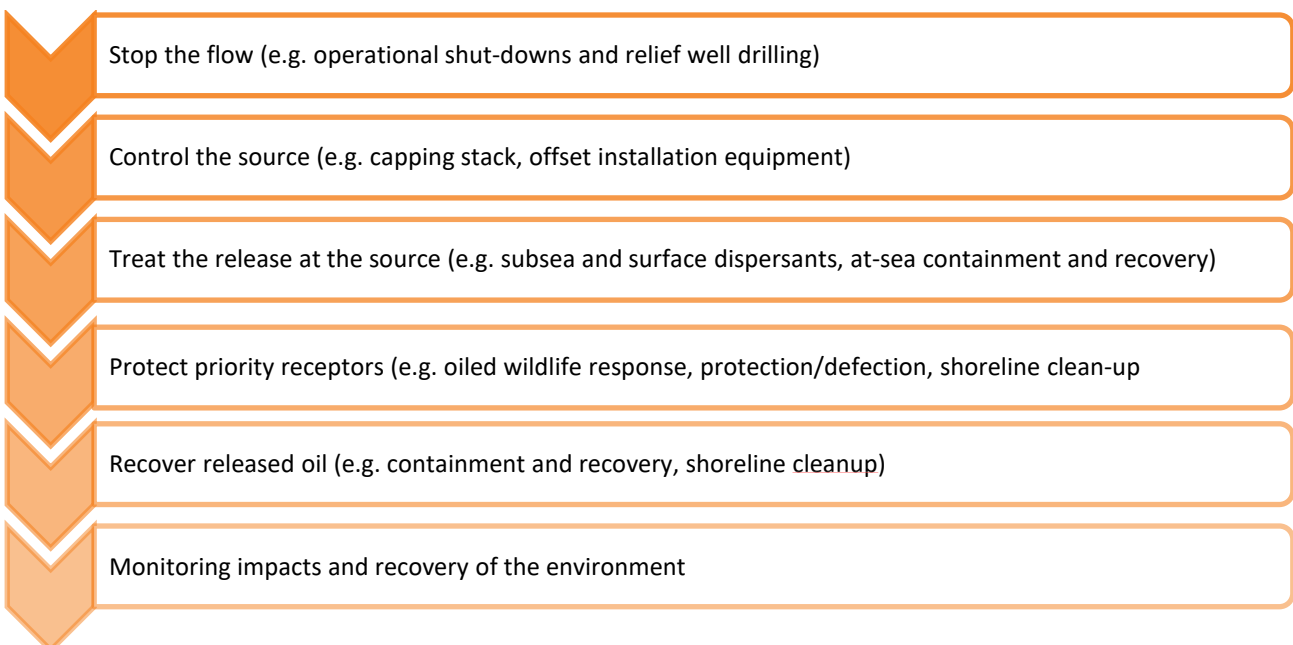 Stop the flow (e.g. operational shut-downs and relief well drilling)
Control the source (e.g. capping stack, offset installation equipment)
Treat the release at the source (e.g. subsea and surface dispersants, at-sea containment and recovery)
Protect priority receptors (e.g. oiled wildlife response, protection/defection, shoreline clean-up
Recover released oil (e.g. containment and recovery, shoreline cleanup)
Monitoring impacts and recovery of the environment